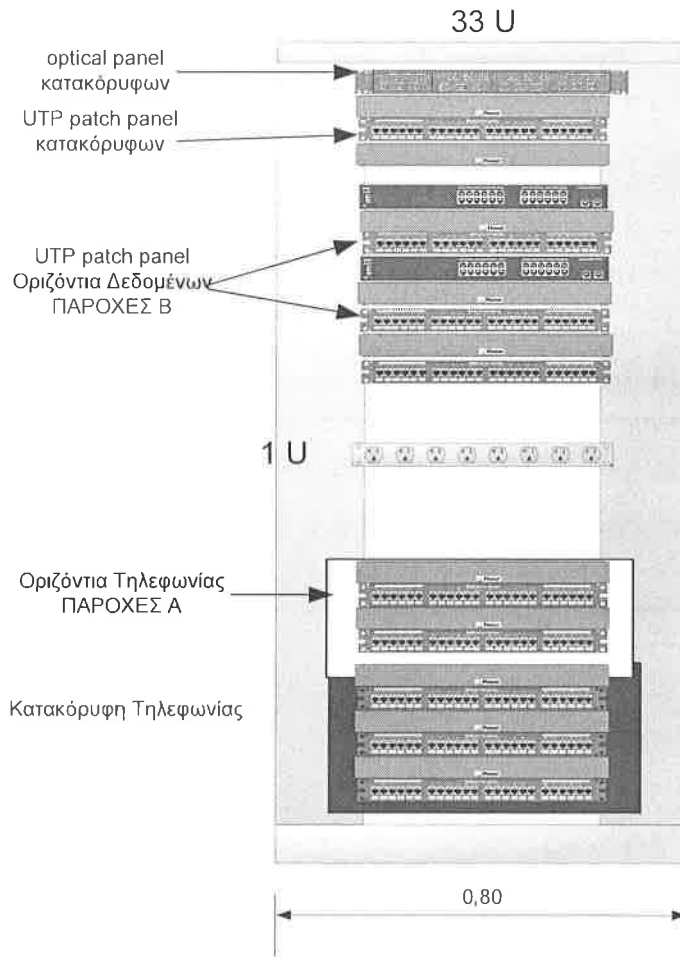 33 U
optical panel
κατακόρυφων
UTP patch panel
κατακόρυφων
UTP patch panel
Οριζόντια Δεδομένων
ΠΑΡΟΧΕΣ Β
1 U
Οριζόντια Τηλεφωνίας
ΠΑΡΟΧΕΣ Α
Κατακόρυφη Τηλεφωνίας
0,80